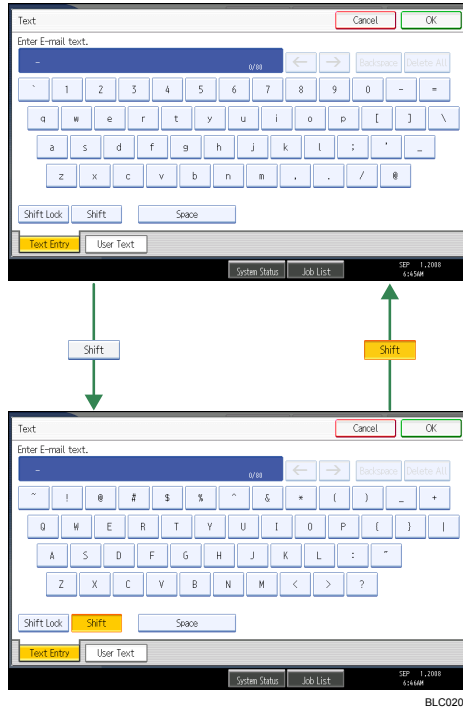 Text Cancel OK
Enter E-mail text.
_ 0/80 ← → Backspace Delete All
` 1 2 3 4 5 6 7 8 9 0 - =
q w e r t y u i o p [ ] \
a s d f g h j k l ; ' _
z x c v b n m , . / @
Shift Lock Shift Space
Text Entry User Text
System Status Job List SEP 1,2008
6:45AM
Shift Shift
Text Cancel OK
Enter E-mail text.
_ 0/80 ← → Backspace Delete All
~ ! @ # $ % ^ & * ( ) _ +
Q W E R T Y U I O P { } |
A S D F G H J K L : "
Z X C V B N M < > ?
Shift Lock Shift Space
Text Entry User Text
System Status Job List SEP 1,2008
6:46AM
BLC020